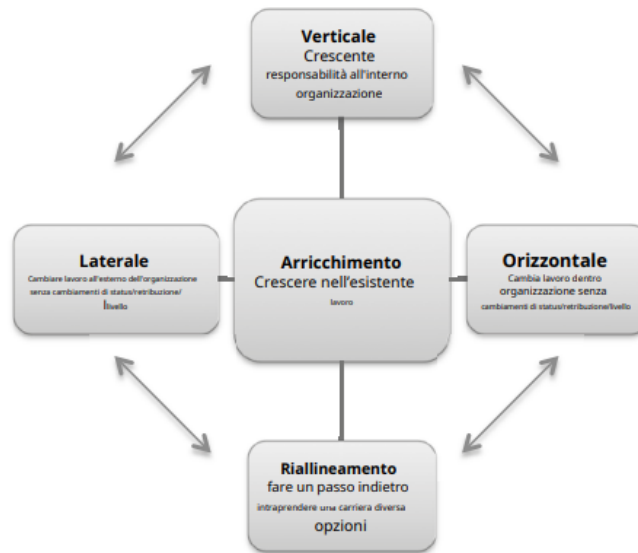 Verticale
Crescente
responsabilità all'interno
organizzazione
Laterale
Cambiare lavoro all'esterno dell'organizzazione
senza cambiamenti di status/retribuzione/
llivello
Arricchimento
Crescere nell'esistente
lavoro
Orizzontale
Cambia lavoro dentro
organizzazione senza
cambiamenti di status/retribuzione/livello
Riallineamento
fare un passo indietro
intraprendere una carriera diversa
opzioni